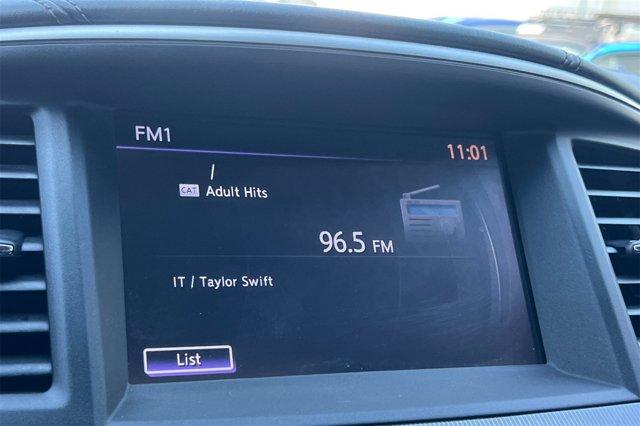 FM1
11:01
/
CAT Adult Hits
96.5 FM
IT / Taylor Swift
List